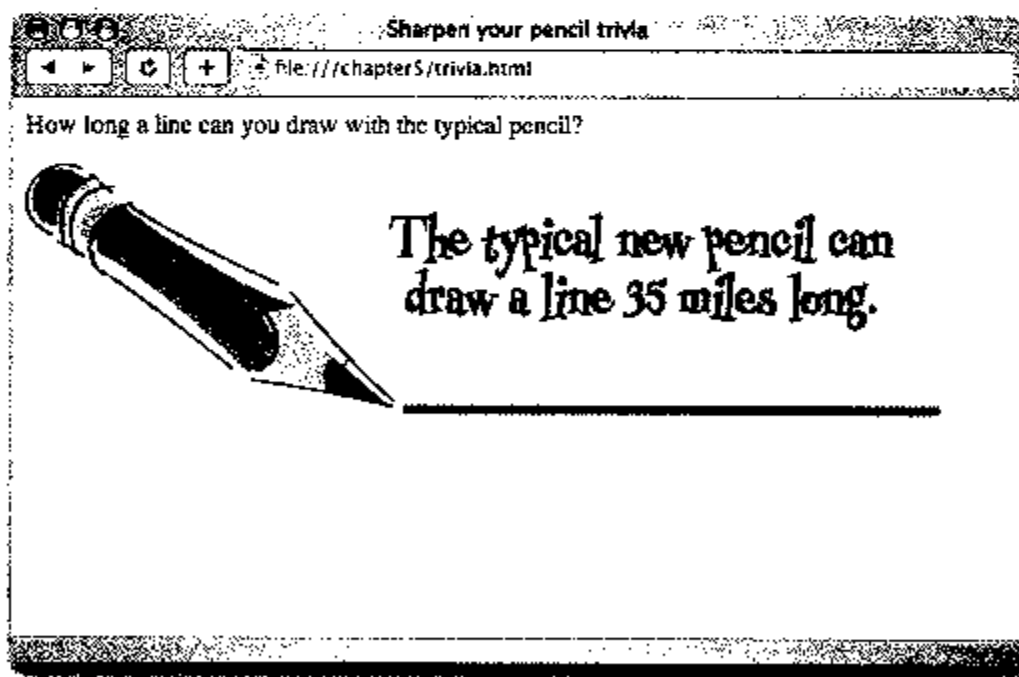 Sharpen your pencil trivia
file:///chapter5/trivia.html
How long a line can you draw with the typical pencil?
The typical new pencil can
draw a line 35 miles long.